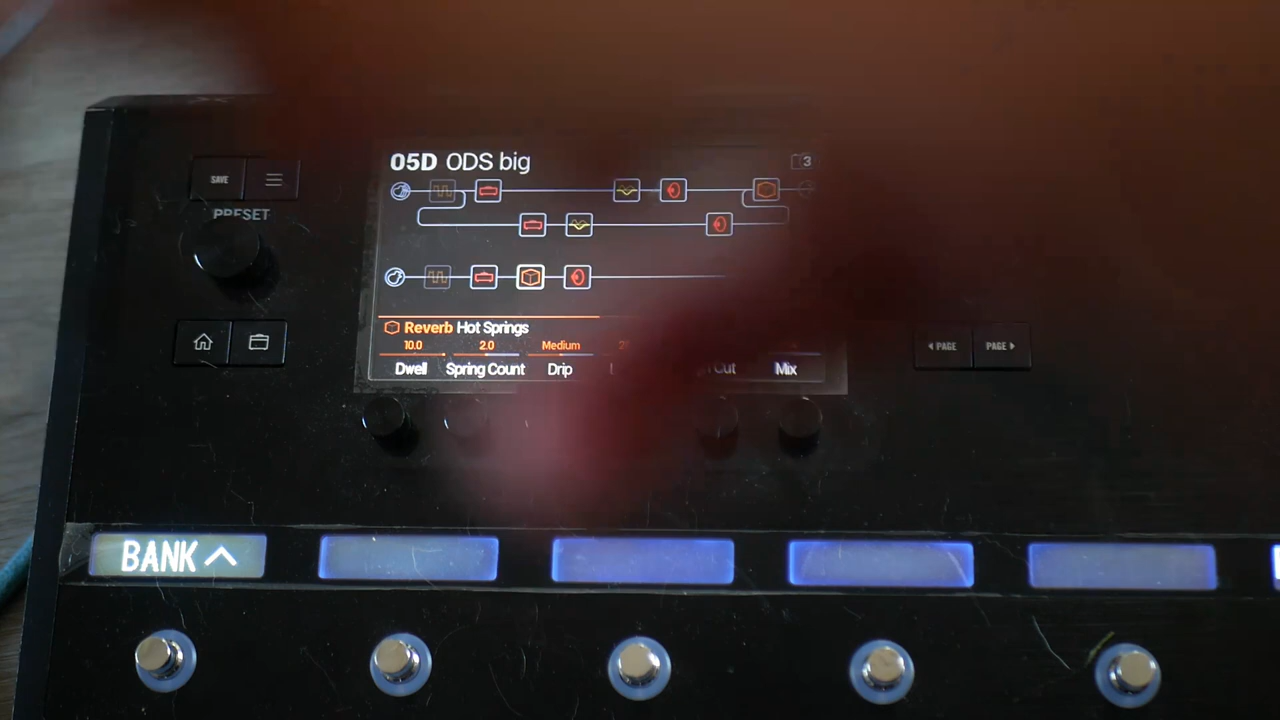 05D ODS big
3
SAVE
PRESET
Reverb Hot Springs
10.0 2.0 Medium
Dwell Spring Count Drip Cut Mix
PAGE PAGE
BANK